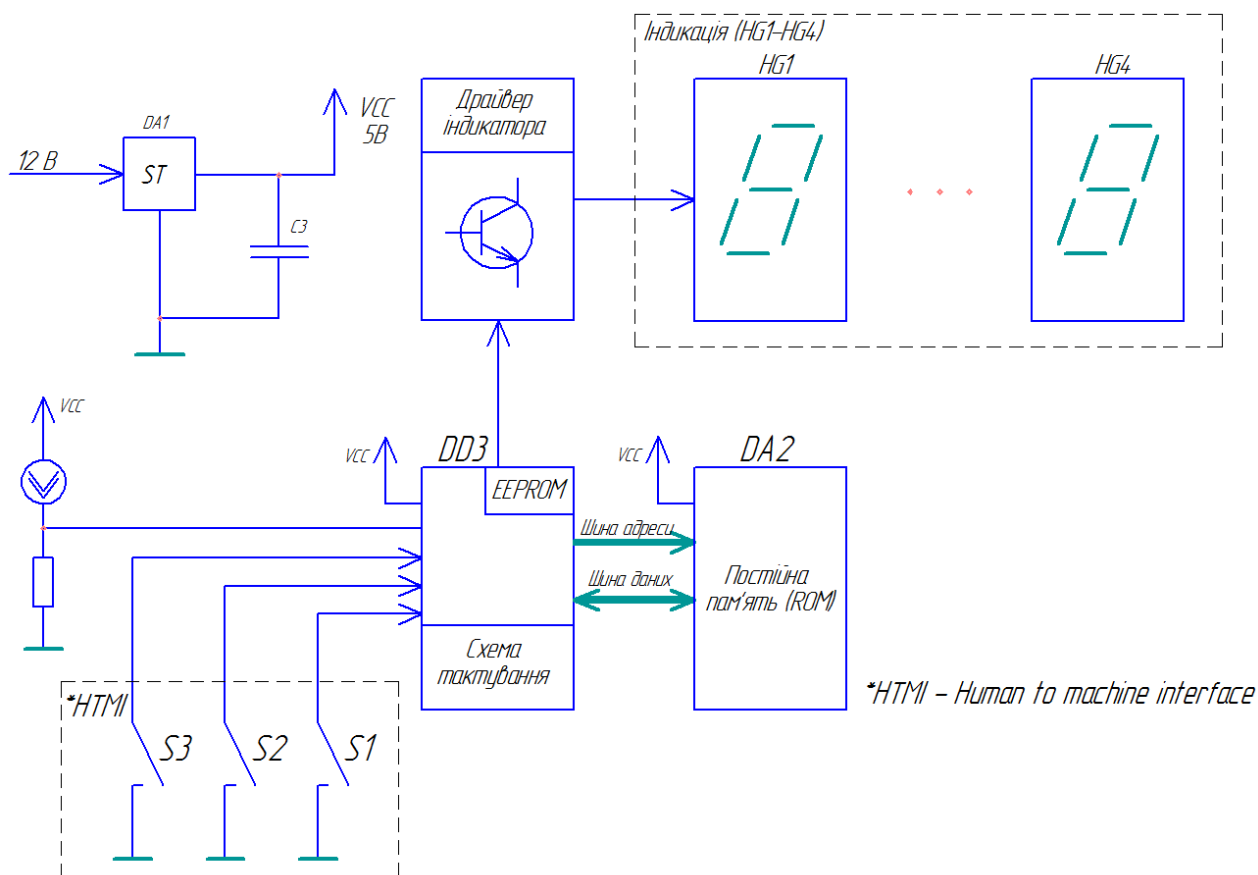 Індикація (HG1-HG4)
HG1
HG4
Драйвер
індикатора
DA1
VCC
5В
12 В
ST
C3
VCC
VCC
DD3
EEPROM
VCC
DA2
Шина адреси
Шина даних
Постійна
пам'ять (ROM)
Схема
тактування
*HTMI
S3
S2
S1
*HTMI - Human to machine interface